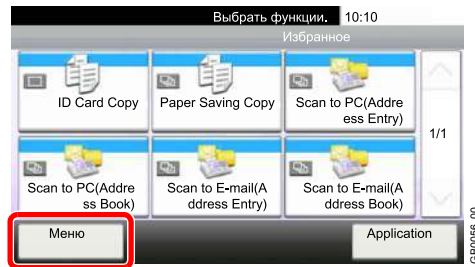 Выбрать функции. 10:10
Избранное
ID Card Copy
Paper Saving Copy
Scan to PC(Addre
ess Entry)
1/1
Scan to PC(Addre
ss Book)
Scan to E-mail(A
ddress Entry)
Scan to E-mail(A
ddress Book)
Меню
Application
GB0056_00